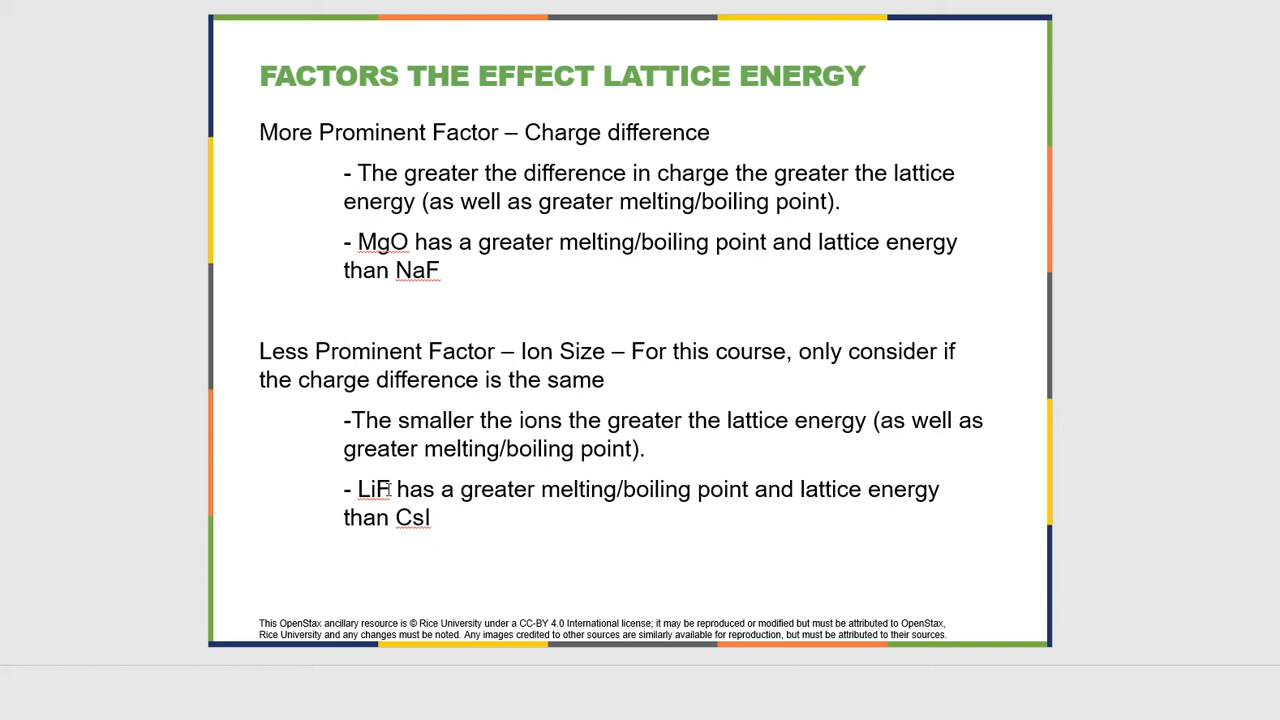 FACTORS THE EFFECT LATTICE ENERGY
More Prominent Factor – Charge difference
- The greater the difference in charge the greater the lattice
energy (as well as greater melting/boiling point).
- MgO has a greater melting/boiling point and lattice energy
than NaF
Less Prominent Factor – Ion Size – For this course, only consider if
the charge difference is the same
-The smaller the ions the greater the lattice energy (as well as
greater melting/boiling point).
- LiF has a greater melting/boiling point and lattice energy
than CsI
This OpenStax ancillary resource is © Rice University under a CC-BY 4.0 International license; it may be reproduced or modified but must be attributed to OpenStax,
Rice University and any changes must be noted. Any images credited to other sources are similarly available for reproduction, but must be attributed to their sources.